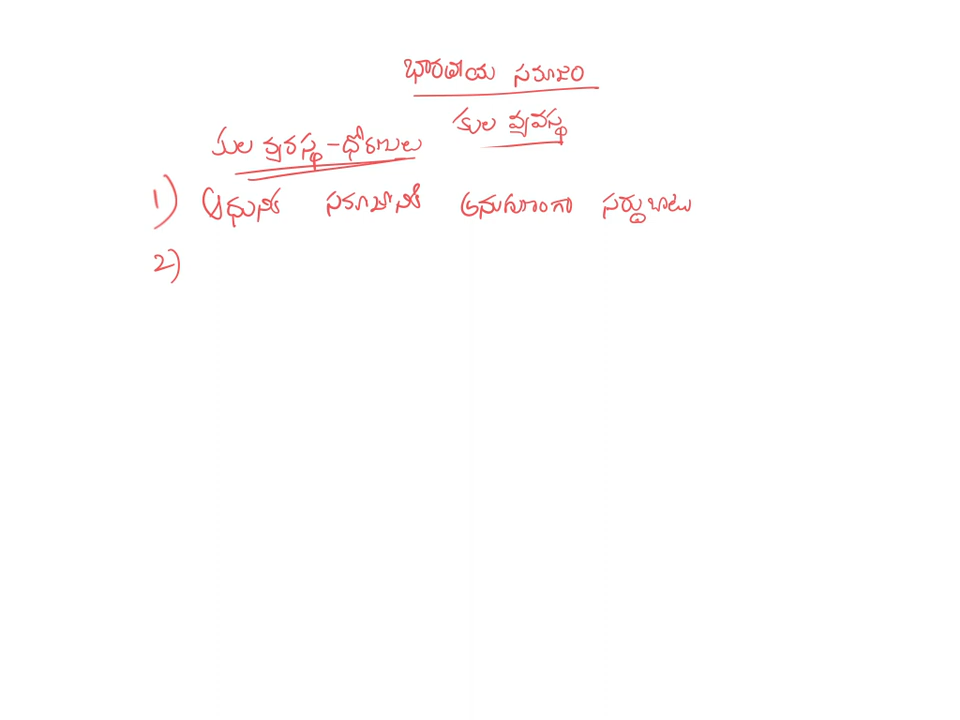 భారతీయ సమాజం
కుల వ్యవస్థ
కుల వ్యవస్థ - ధోరణులు
1) ఆధునిక సమాజానికి అనుగుణంగా సర్దుబాటు
2)